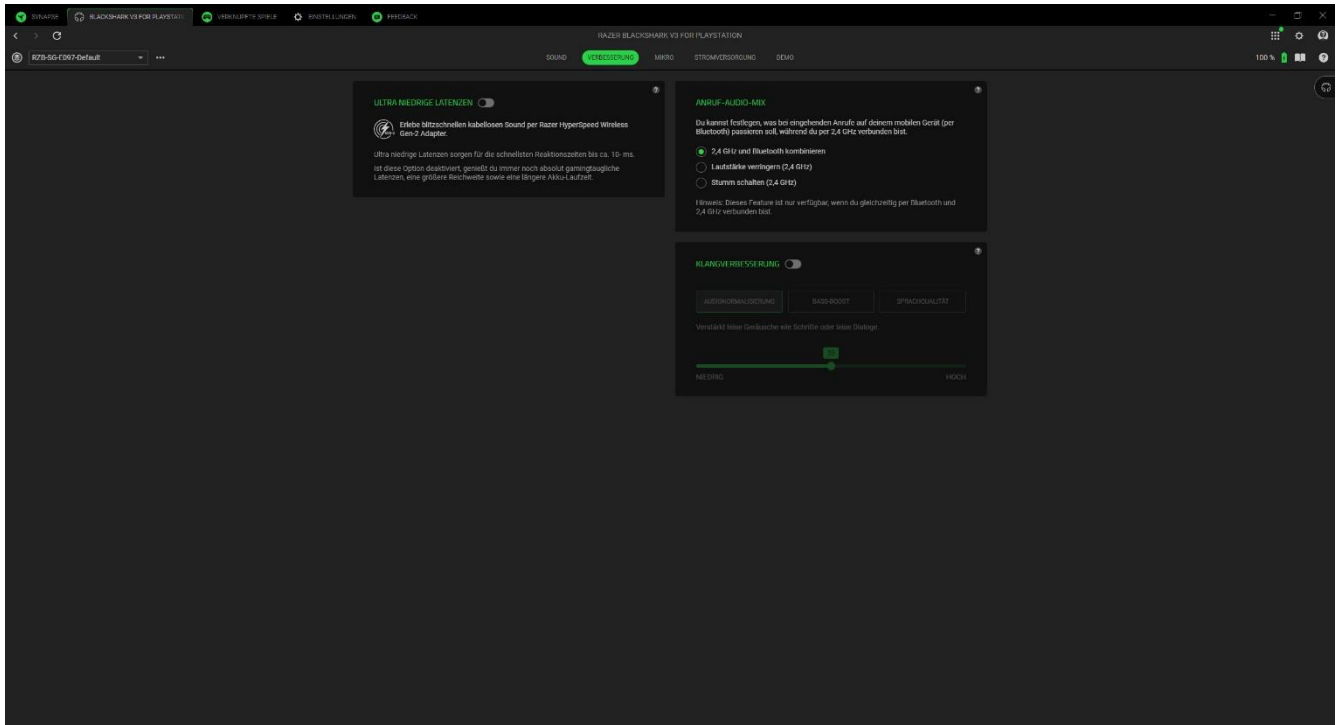 SYNAPSE
BLACKSHARK V3 FOR PLAYSTATI
VERKNÜPFTE SPIELE
EINSTELLUNGEN
FEEDBACK
RAZER BLACKSHARK V3 FOR PLAYSTATION
RZB-SG-E097-Default
SOUND
VERBESSERUNG
MIKRO
STROMVERSORGUNG
DEMO
100 %
ULTRA NIEDRIGE LATENZEN
Erlebe blitzschnellen kabellosen Sound per Razer HyperSpeed Wireless
Gen-2 Adapter.
Ultra niedrige Latenzen sorgen für die schnellsten Reaktionszeiten bis ca. 10- ms.
Ist diese Option deaktiviert, genießt du immer noch absolut gamingtaugliche
Latenzen, eine größere Reichweite sowie eine längere Akku-Laufzeit.
ANRUF-AUDIO-MIX
Du kannst festlegen, was bei eingehenden Anrufe auf deinem mobilen Gerät (per
Bluetooth) passieren soll, während du per 2,4 GHz verbunden bist.
2,4 GHz und Bluetooth kombinieren
Lautstärke verringern (2,4 GHz)
Stumm schalten (2,4 GHz)
Hinweis: Dieses Feature ist nur verfügbar, wenn du gleichzeitig per Bluetooth und
2,4 GHz verbunden bist.
KLANGVERBESSERUNG
AUDIONORMALISIERUNG
BASS-BOOST
SPRACHQUALITÄT
Verstärkt leise Geräusche wie Schritte oder leise Dialoge.
NIEDRIG
HOCH